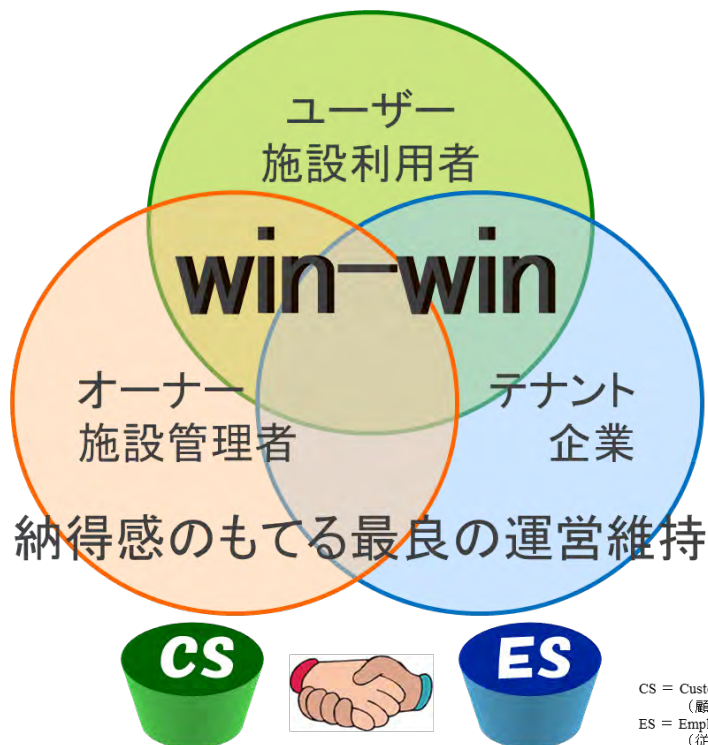 ユーザー
施設利用者
win-win
オーナー
施設管理者
テナント
企業
納得感のもてる最良の運営維持
CS
ES
CS =
(顧
ES =
(従